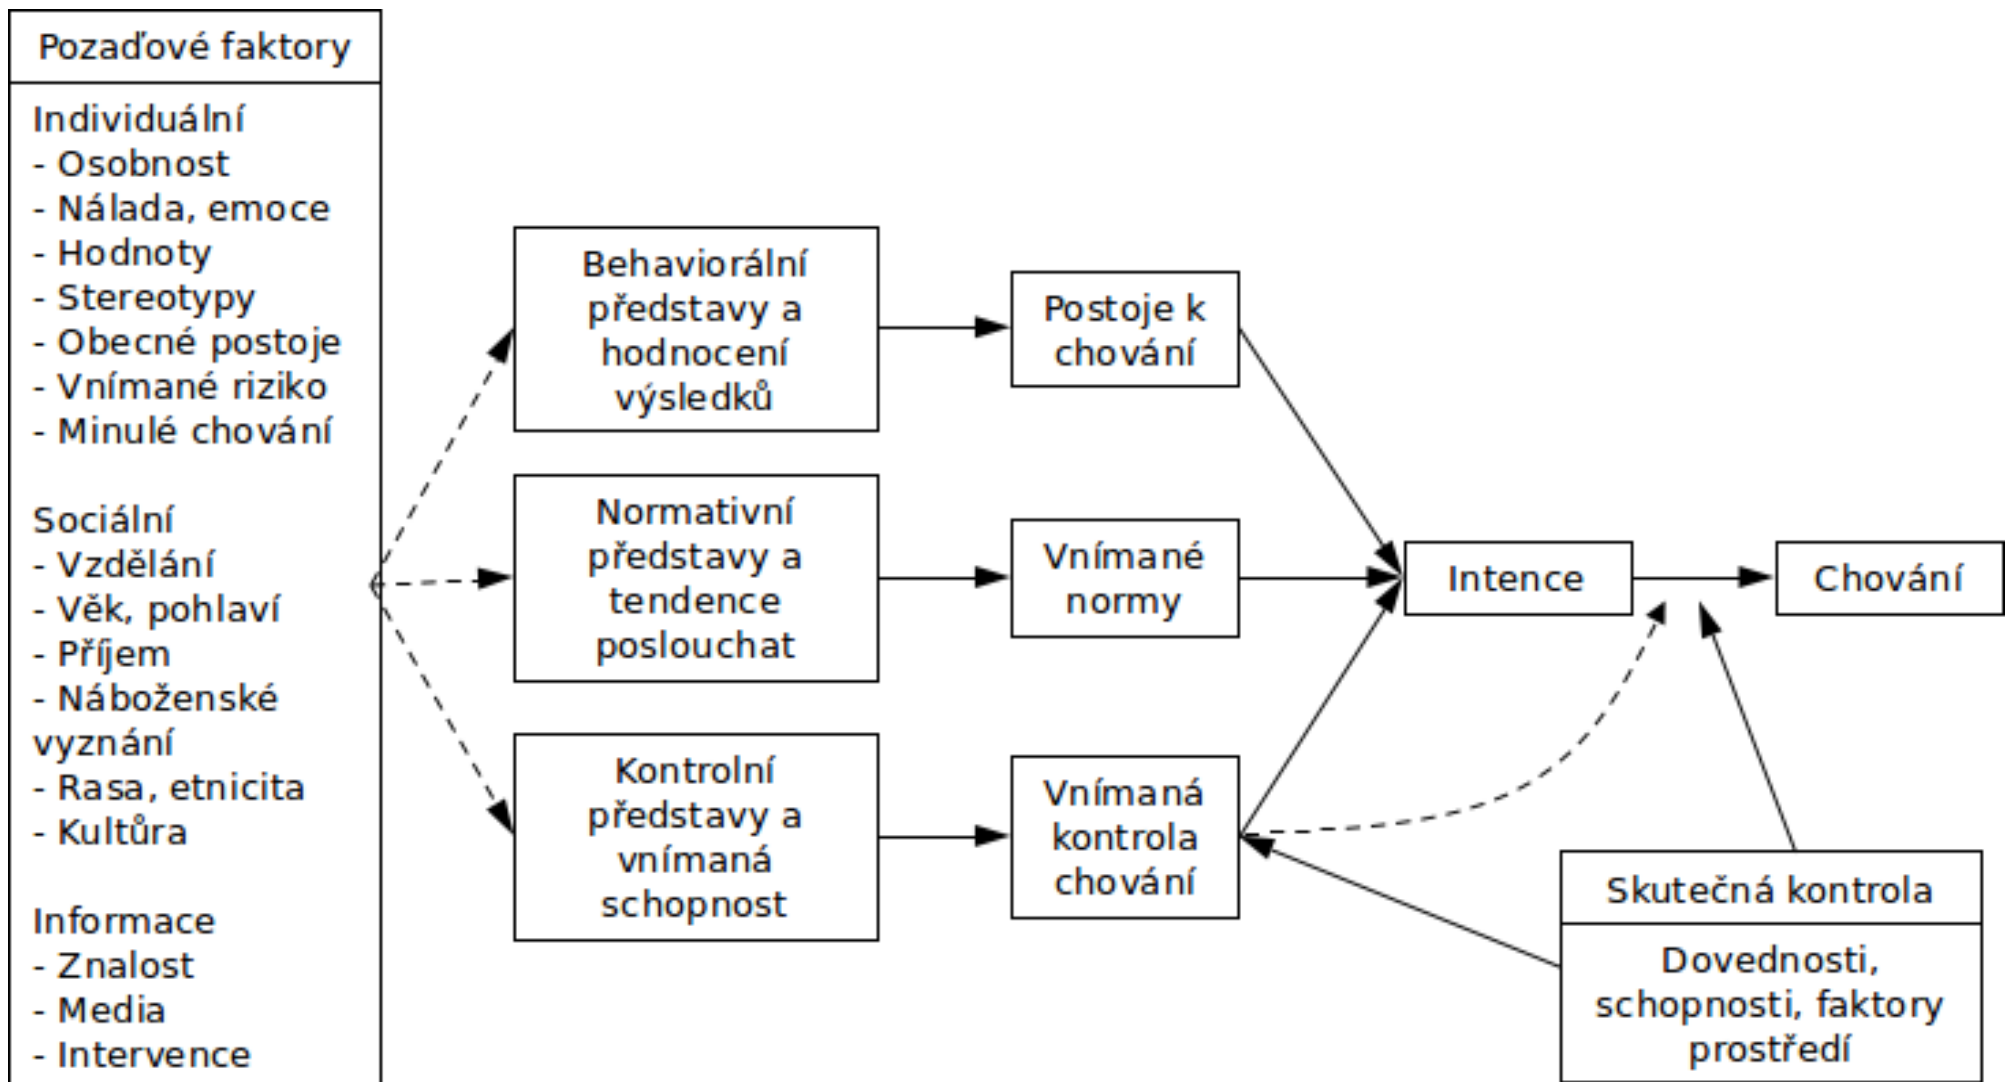 Pozaďové faktory
Individuální
- Osobnost
- Nálada, emoce
- Hodnoty
- Stereotypy
- Obecné postoje
- Vnímané riziko
- Minulé chování
Sociální
- Vzdělání
- Věk, pohlaví
- Příjem
- Náboženské
vyznání
- Rasa, etnicita
- Kultůra
Informace
- Znalost
- Media
- Intervence
Behaviorální
představy a
hodnocení
výsledků
Normativní
představy a
tendence
poslouchat
Kontrolní
představy a
vnímaná
schopnost
Postoje k
chování
Vnímané
normy
Vnímaná
kontrola
chování
Intence
Chování
Skutečná kontrola
Dovednosti,
schopnosti, faktory
prostředí